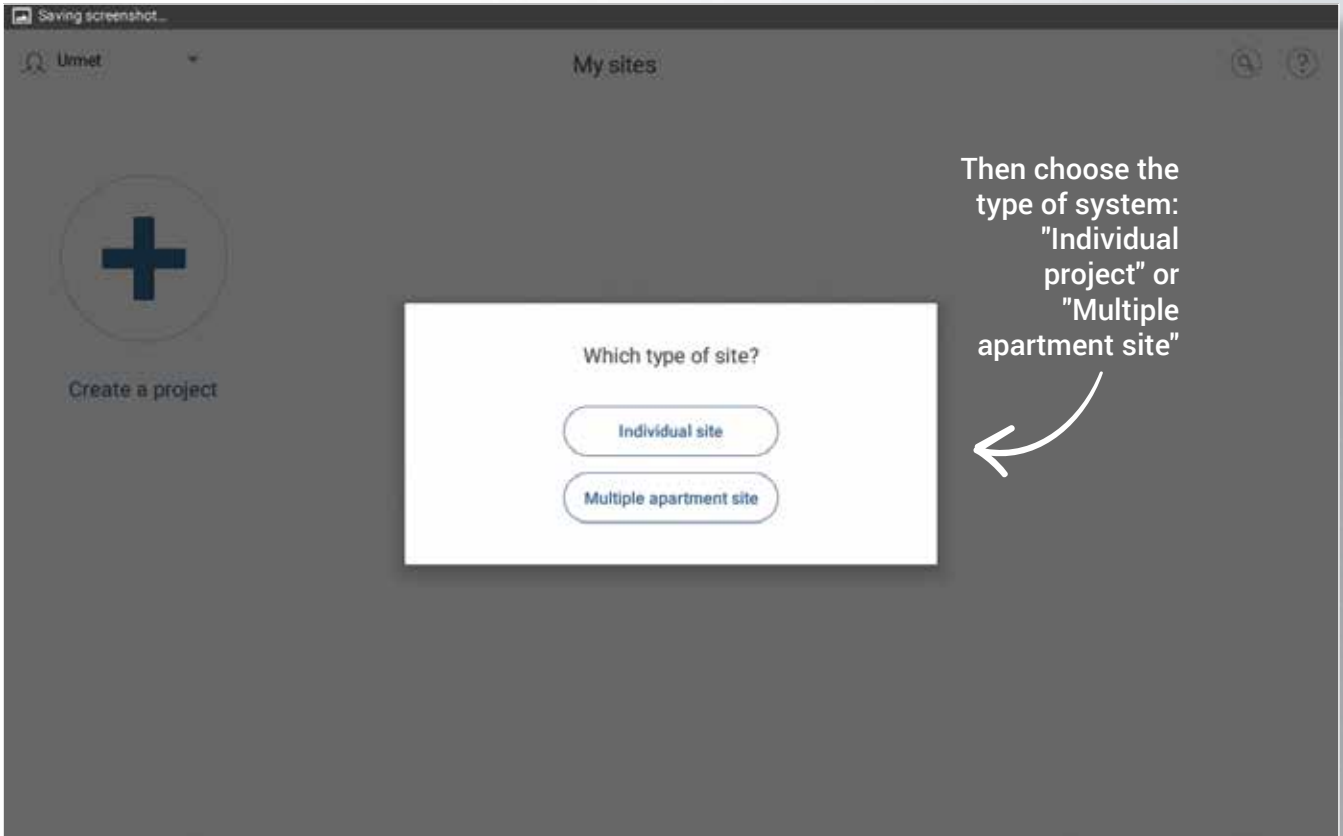 Saving screenshot...
Urmet
My sites
Then choose the
type of system:
"Individual
project" or
"Multiple
apartment site"
Create a project
Which type of site?
Individual site
Multiple apartment site
?